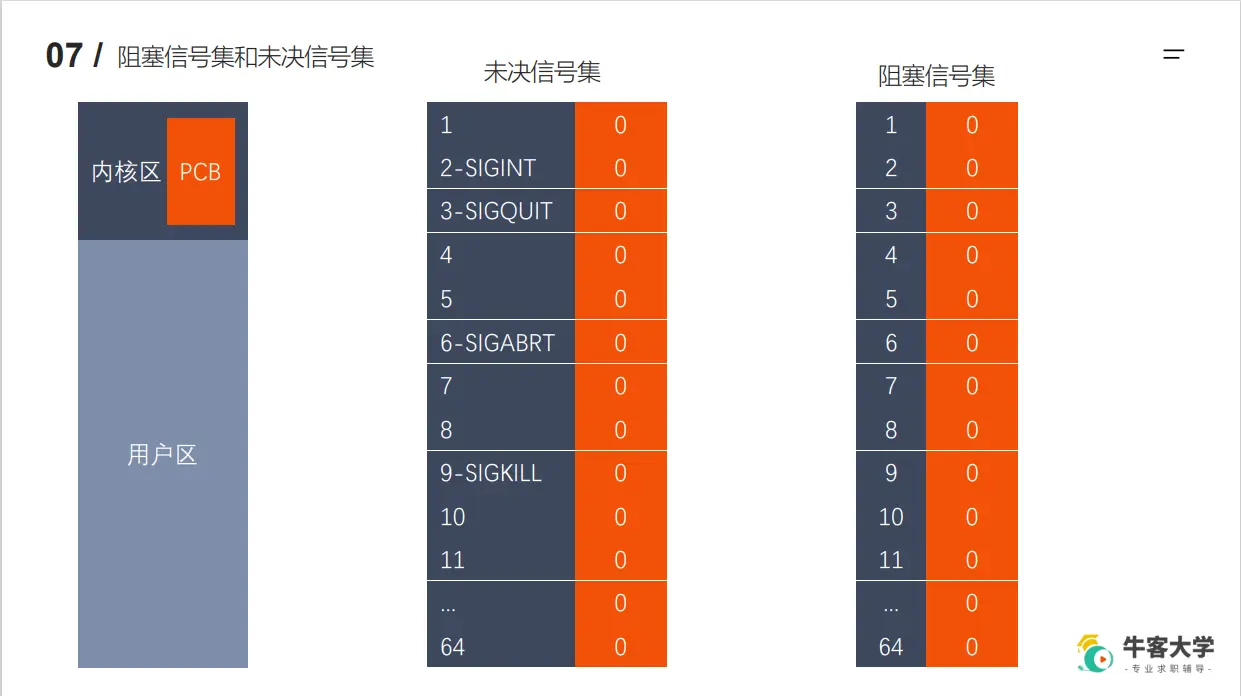 07 / 阻塞信号集和未决信号集
内核区 PCB
用户区
未决信号集
1 0
2-SIGINT 0
3-SIGQUIT 0
4 0
5 0
6-SIGABRT 0
7 0
8 0
9-SIGKILL 0
10 0
11 0
... 0
64 0
阻塞信号集
1 0
2 0
3 0
4 0
5 0
6 0
7 0
8 0
9 0
10 0
11 0
... 0
64 0
牛客大学
-专业求职辅导-